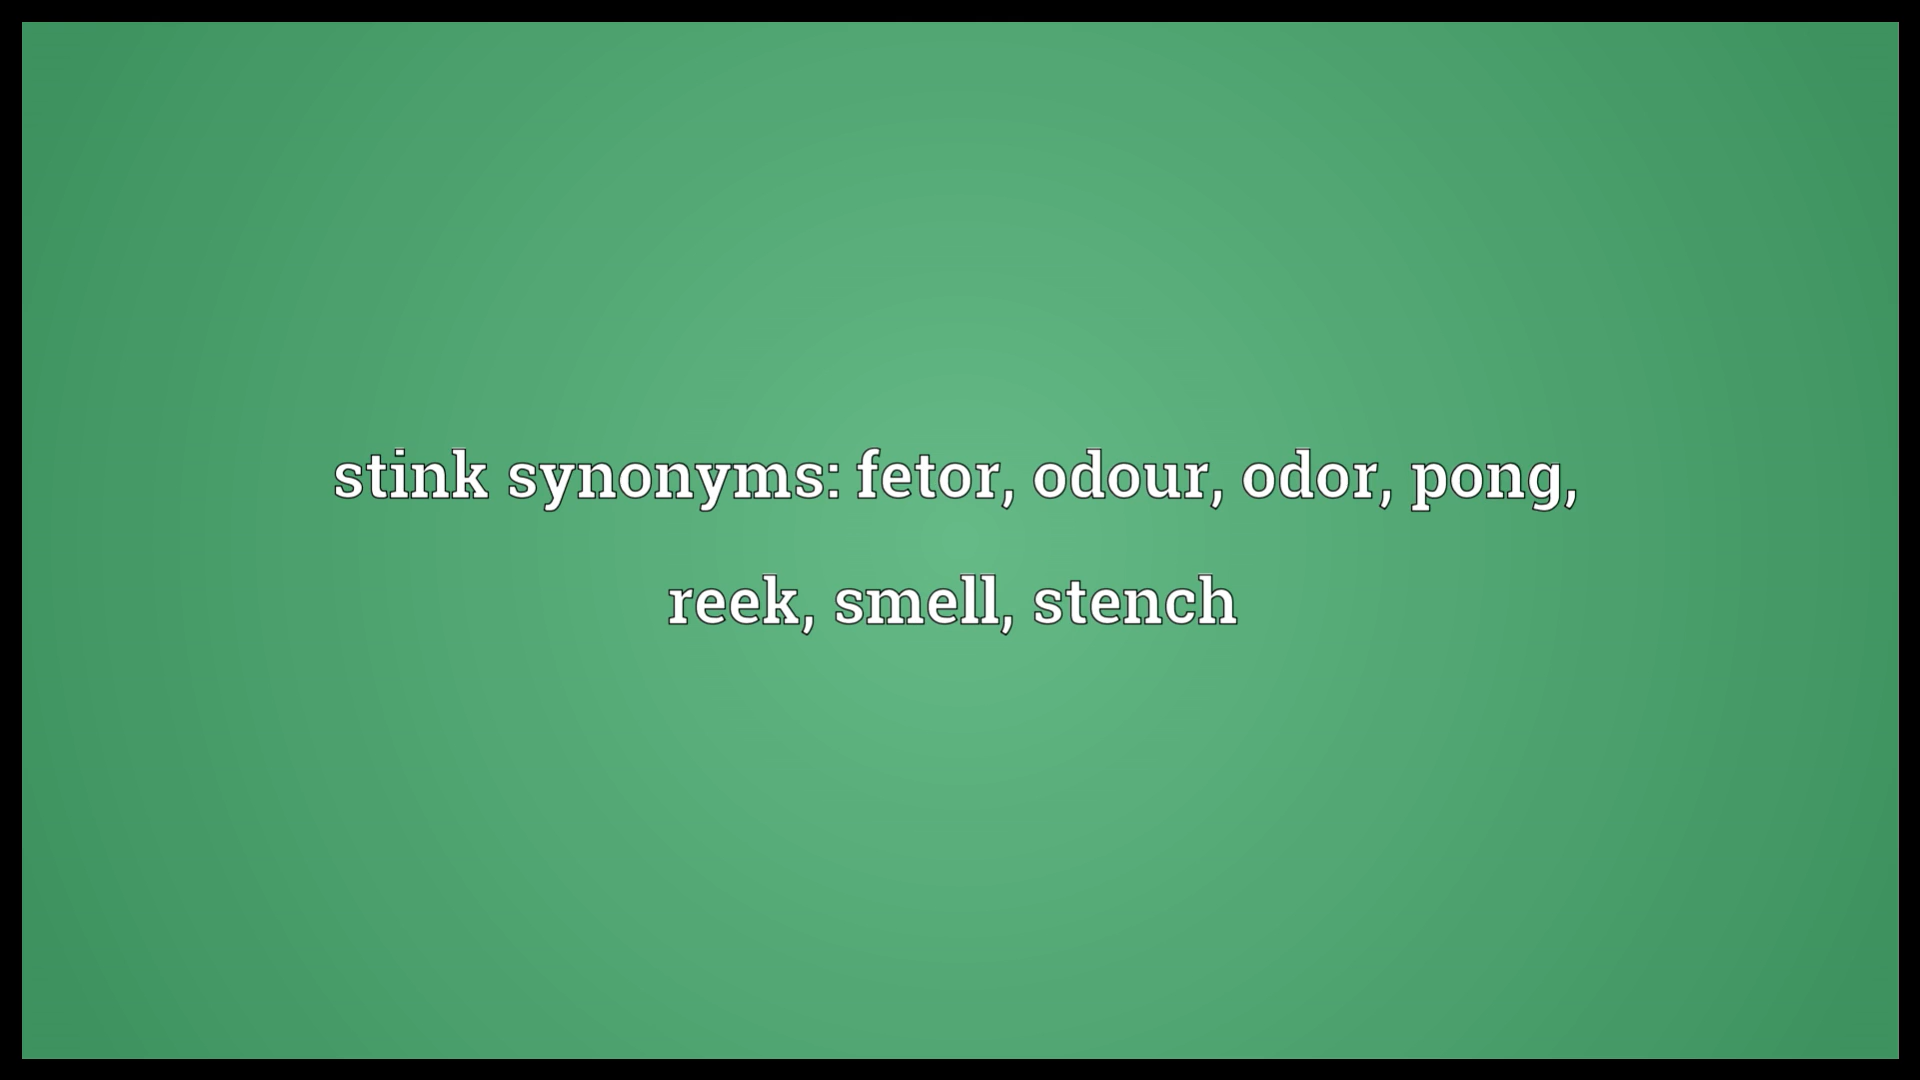 stink synonyms: fetor, odour, odor, pong,
reek, smell, stench